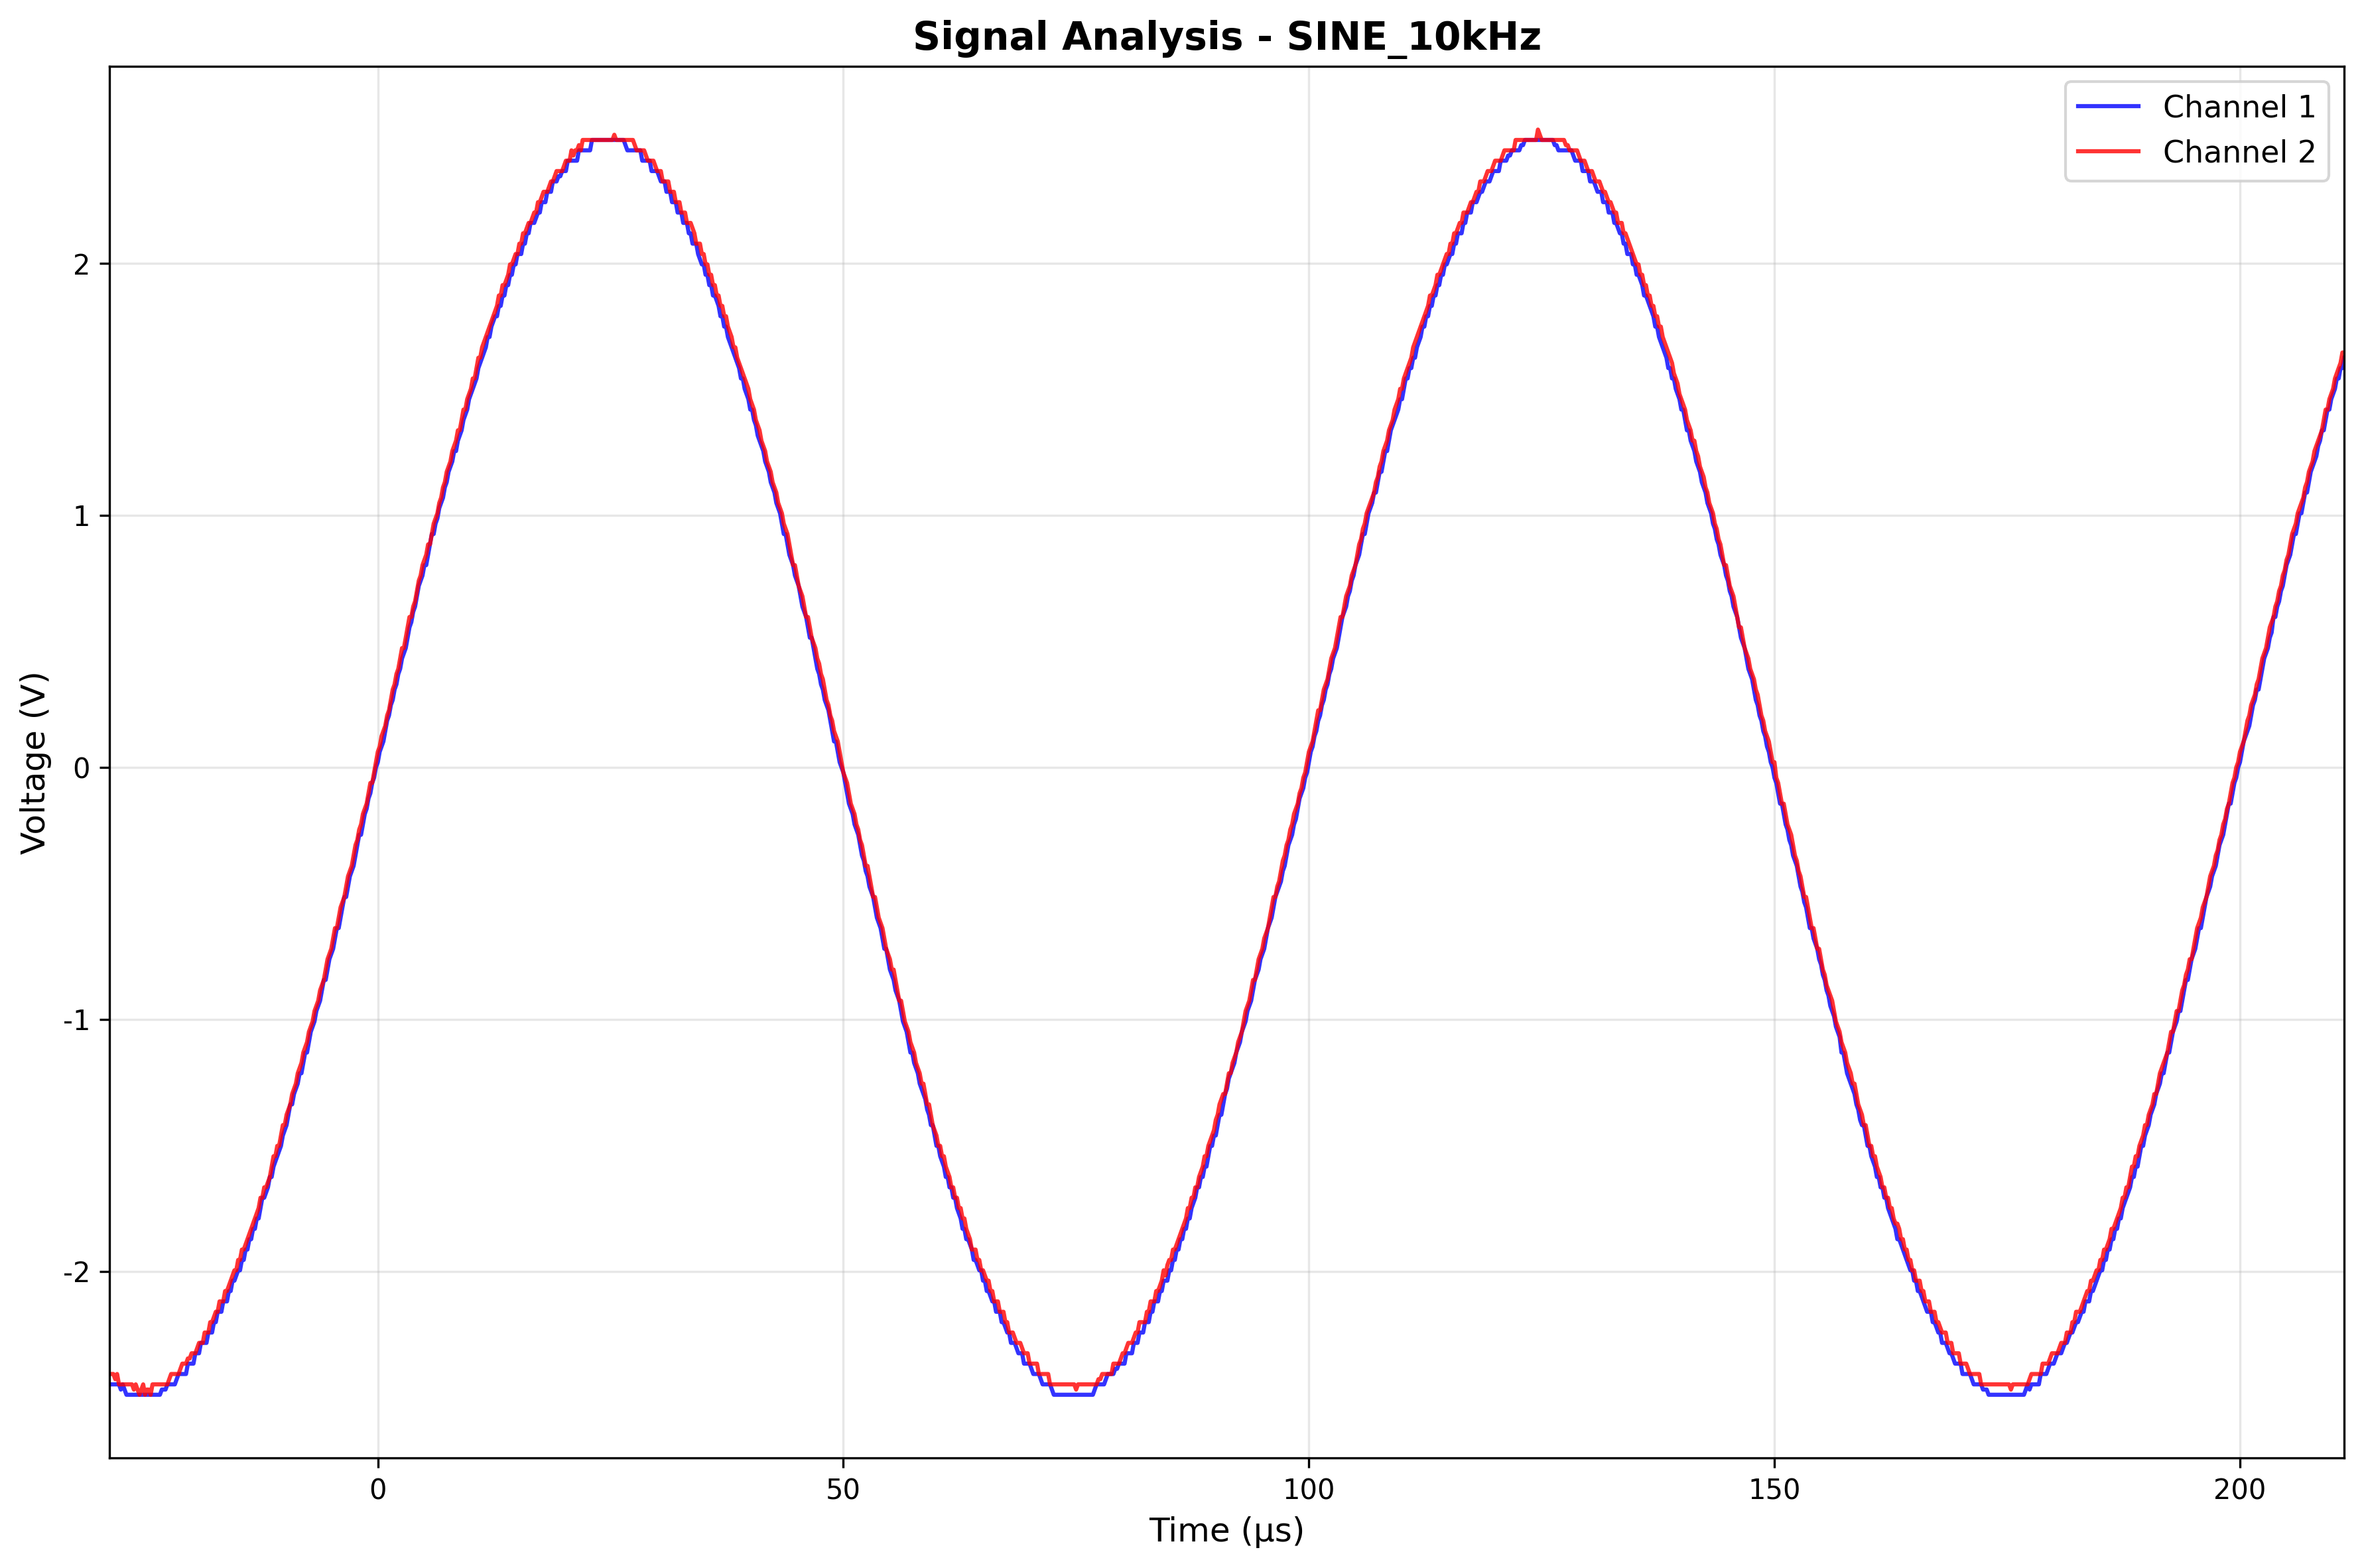 Signal Analysis - SINE_10kHz
Channel 1
Channel 2
Voltage (V)
2
1
0
-1
-2
0
50
100
150
200
Time (µs)